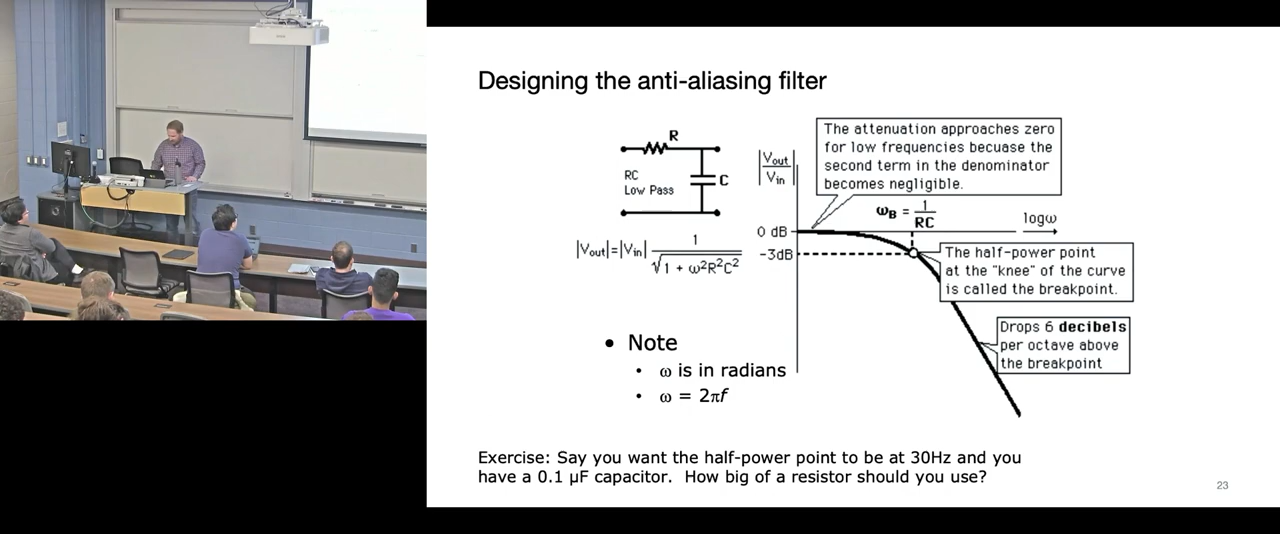 Designing the anti-aliasing filter
R
RC
Low Pass
C
|Vout|=|Vin| 1
√1 + ω²R²C²
|Vout
Vin|
The attenuation approaches zero
for low frequencies becuase the
second term in the denominator
becomes negligible.
ωB = 1
RC
logω
0 dB
-3dB
The half-power point
at the "knee" of the curve
is called the breakpoint.
Drops 6 decibels
per octave above
the breakpoint
• Note
• ω is in radians
• ω = 2πf
Exercise: Say you want the half-power point to be at 30Hz and you
have a 0.1 µF capacitor. How big of a resistor should you use?
23